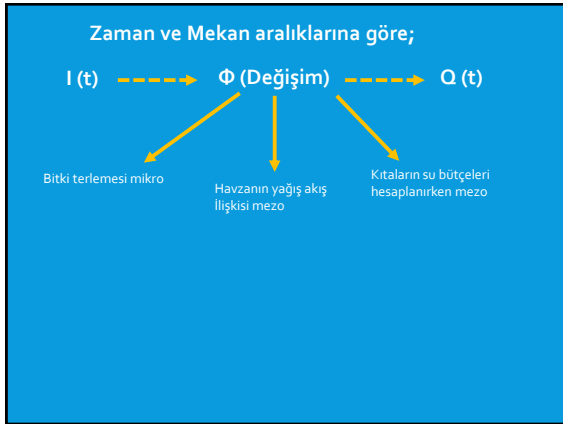 Zaman ve Mekan aralıklarına göre;
I (t) Φ (Değişim) Q (t)
Bitki terlemesi mikro
Havzanın yağış akış
İlişkisi mezo
Kıtaların su bütçeleri
hesaplanırken mezo